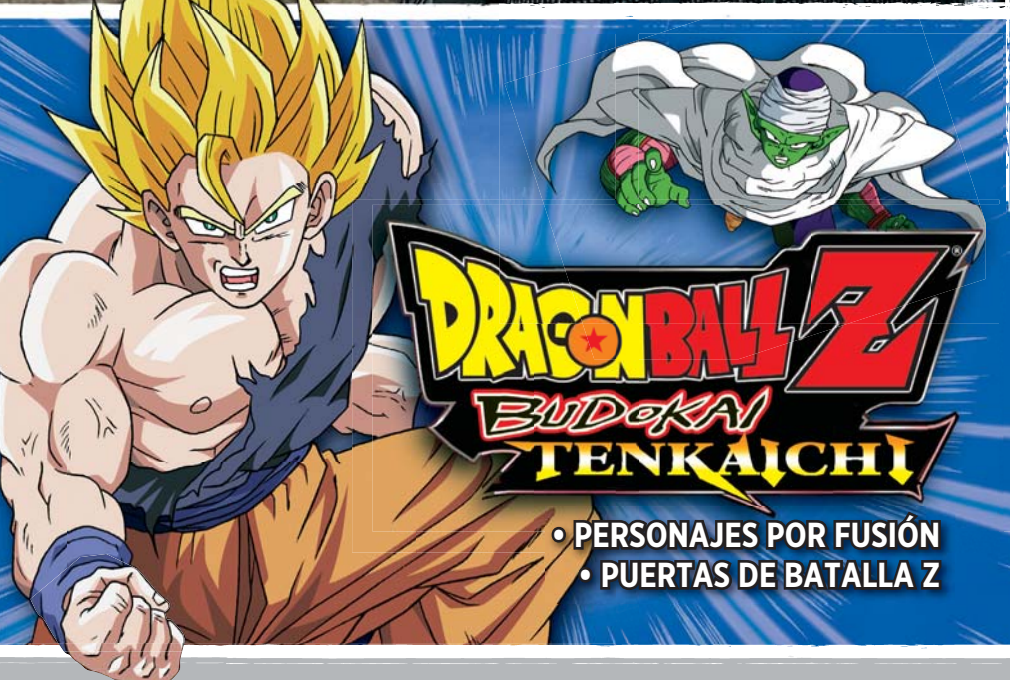 DRAGON BALL Z
BUDOKAI
TENKAICHI
• PERSONAJES POR FUSIÓN
• PUERTAS DE BATALLA Z